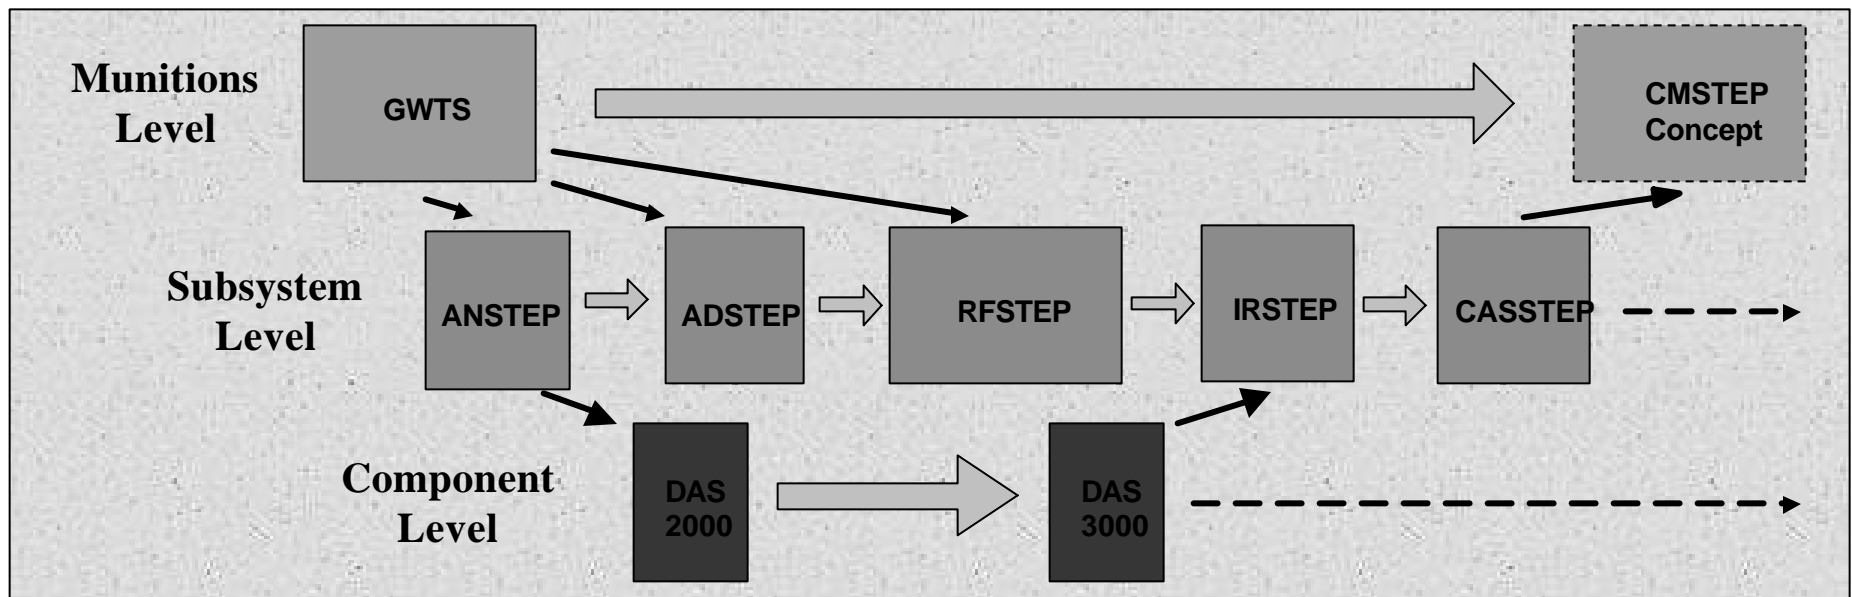 Munitions
Level
GWTS
CMSTEP
Concept
Subsystem
Level
ANSTEP
ADSTEP
RFSTEP
IRSTEP
CASSTEP
Component
Level
DAS
2000
DAS
3000